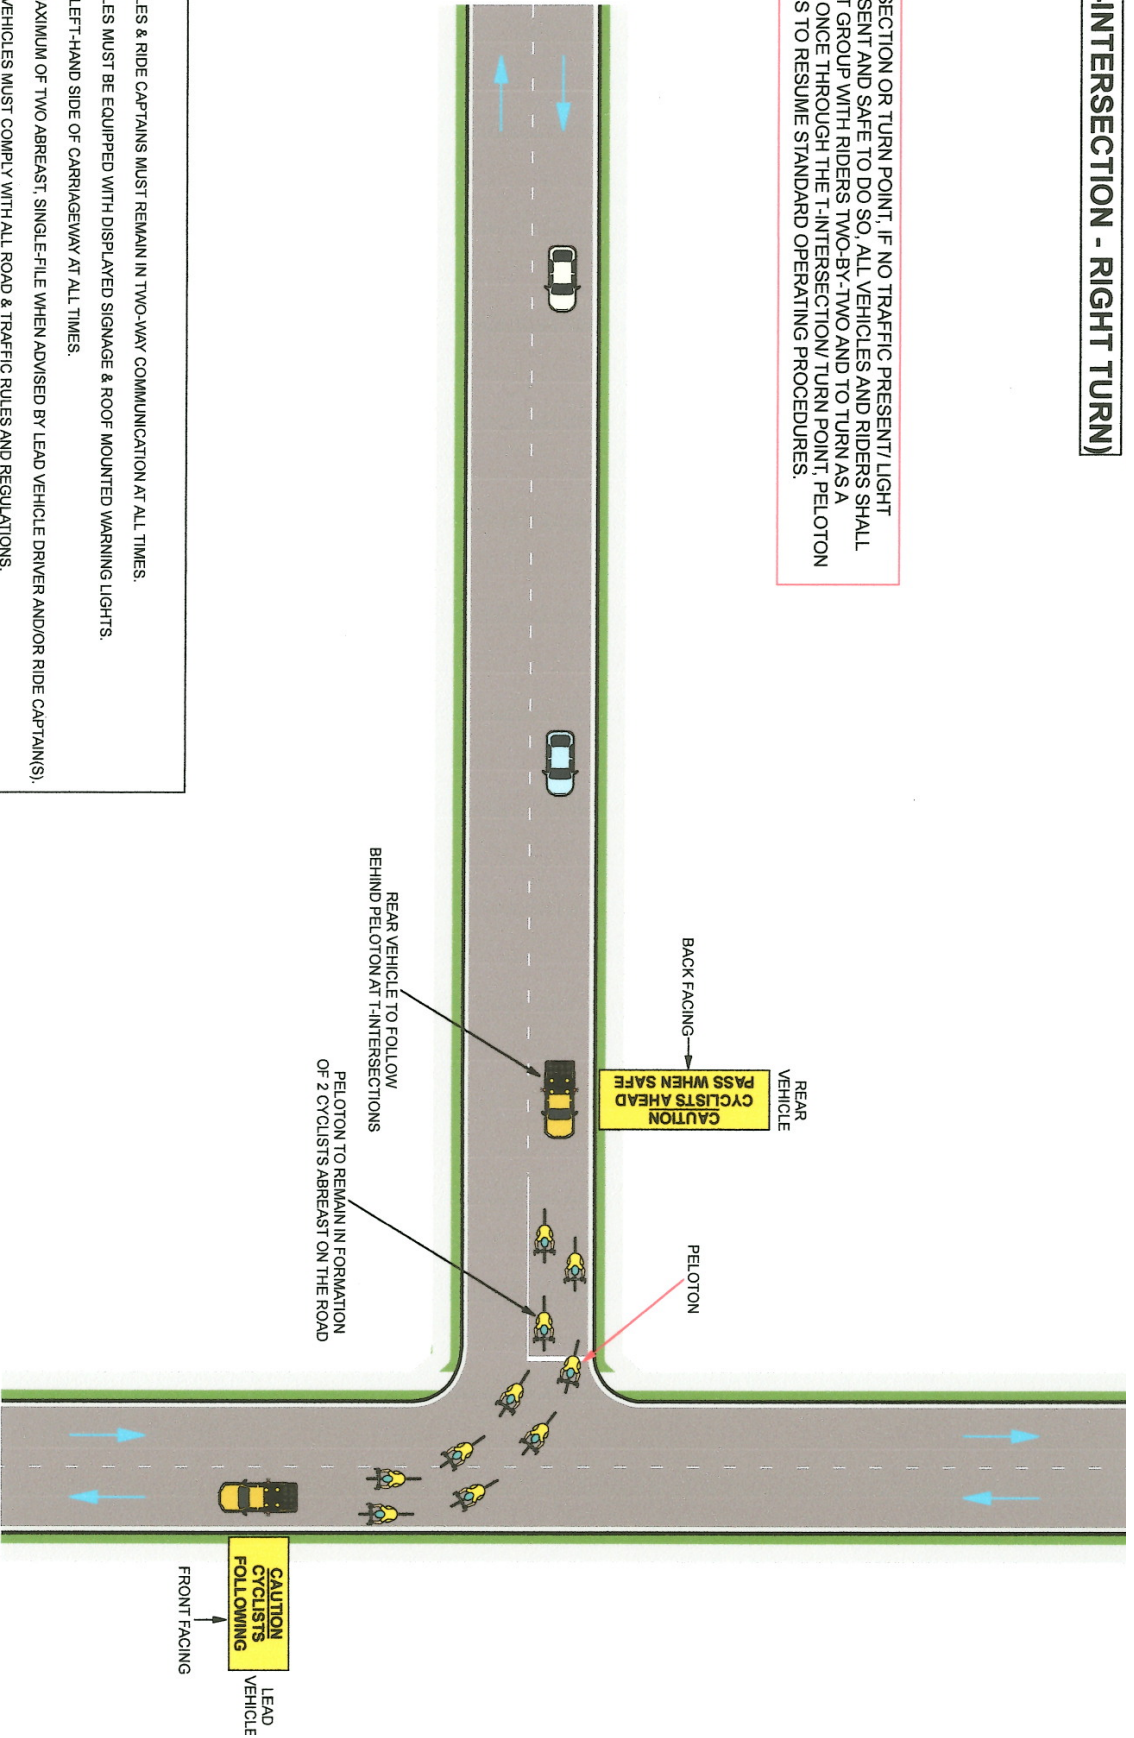 -INTERSECTION - RIGHT TURN)
SECTION OR TURN POINT, IF NO TRAFFIC PRESENT/ LIGHT
SENT AND SAFE TO DO SO, ALL VEHICLES AND RIDERS SHALL
T GROUP WITH RIDERS TWO-BY-TWO AND TO TURN AS A
ONCE THROUGH THE T-INTERSECTION/ TURN POINT, PELOTON
S TO RESUME STANDARD OPERATING PROCEDURES.
REAR
VEHICLE
BACK FACING
CAUTION
CYCLISTS AHEAD
PASS WHEN SAFE
PELOTON
REAR VEHICLE TO FOLLOW
BEHIND PELOTON AT T-INTERSECTIONS
PELOTON TO REMAIN IN FORMATION
OF 2 CYCLISTS ABREAST ON THE ROAD
CAUTION
CYCLISTS
FOLLOWING
LEAD
VEHICLE
FRONT FACING
LES & RIDE CAPTAINS MUST REMAIN IN TWO-WAY COMMUNICATION AT ALL TIMES.
LES MUST BE EQUIPPED WITH DISPLAYED SIGNAGE & ROOF MOUNTED WARNING LIGHTS.
LEFT-HAND SIDE OF CARRIAGEWAY AT ALL TIMES.
AXIMUM OF TWO ABREAST, SINGLE-FILE WHEN ADVISED BY LEAD VEHICLE DRIVER AND/OR RIDE CAPTAIN(S).
VEHICLES MUST COMPLY WITH ALL ROAD & TRAFFIC RULES AND REGULATIONS.